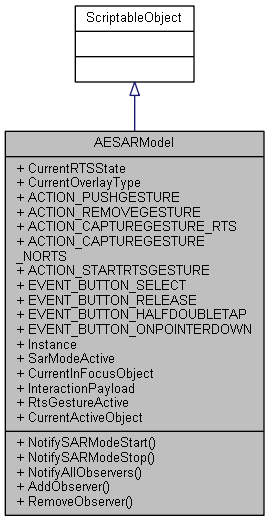 ScriptableObject
AESARModel
+ CurrentRTSState
+ CurrentOverlayType
+ ACTION_PUSHGESTURE
+ ACTION_REMOVEGESTURE
+ ACTION_CAPTUREGESTURE_RTS
+ ACTION_CAPTUREGESTURE
_NORTS
+ ACTION_STARTRTSGESTURE
+ EVENT_BUTTON_SELECT
+ EVENT_BUTTON_RELEASE
+ EVENT_BUTTON_HALFDOUBLETAP
+ EVENT_BUTTON_ONPOINTERDOWN
+ Instance
+ SarModeActive
+ CurrentInFocusObject
+ InteractionPayload
+ RtsGestureActive
+ CurrentActiveObject
+ NotifySARModeStart()
+ NotifySARModeStop()
+ NotifyAllObservers()
+ AddObserver()
+ RemoveObserver()